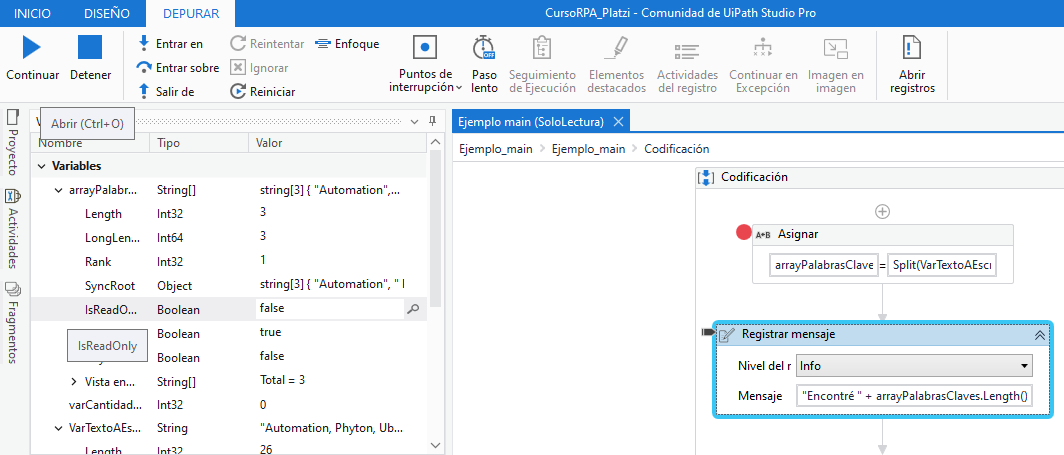 INICIO DISEÑO DEPURAR CursoRPA_Platzi - Comunidad de UiPath Studio Pro
Continuar Detener
Entrar en
Entrar sobre
Salir de
Reintentar
Ignorar
Reiniciar
Enfoque
Puntos de
interrupción
Paso
lento
Seguimiento
de Ejecución
Elementos
destacados
Actividades
del registro
Continuar en
Excepción
Imagen en
imagen
Abrir
registros
Proyecto
Actividades
Fragmentos
Abrir (Ctrl+O)
Nombre Tipo Valor
Variables
arrayPalabr... String[] string[3] { "Automation",...
Length Int32 3
LongLen... Int64 3
Rank Int32 1
SyncRoot Object string[3] { "Automation", "
IsReadO... Boolean false
Boolean true
IsReadOnly
Boolean false
Vista en... String[] Total = 3
varCantidad... Int32 0
VarTextoAEs... String "Automation, Phyton, Ub...
Length Int32 26
Ejemplo main (SoloLectura)
Ejemplo_main > Ejemplo_main > Codificación
Codificación
A+B Asignar
arrayPalabrasClave = Split(VarTextoAEscr
Registrar mensaje
Nivel del r Info
Mensaje "Encontré " + arrayPalabrasClaves.Length()